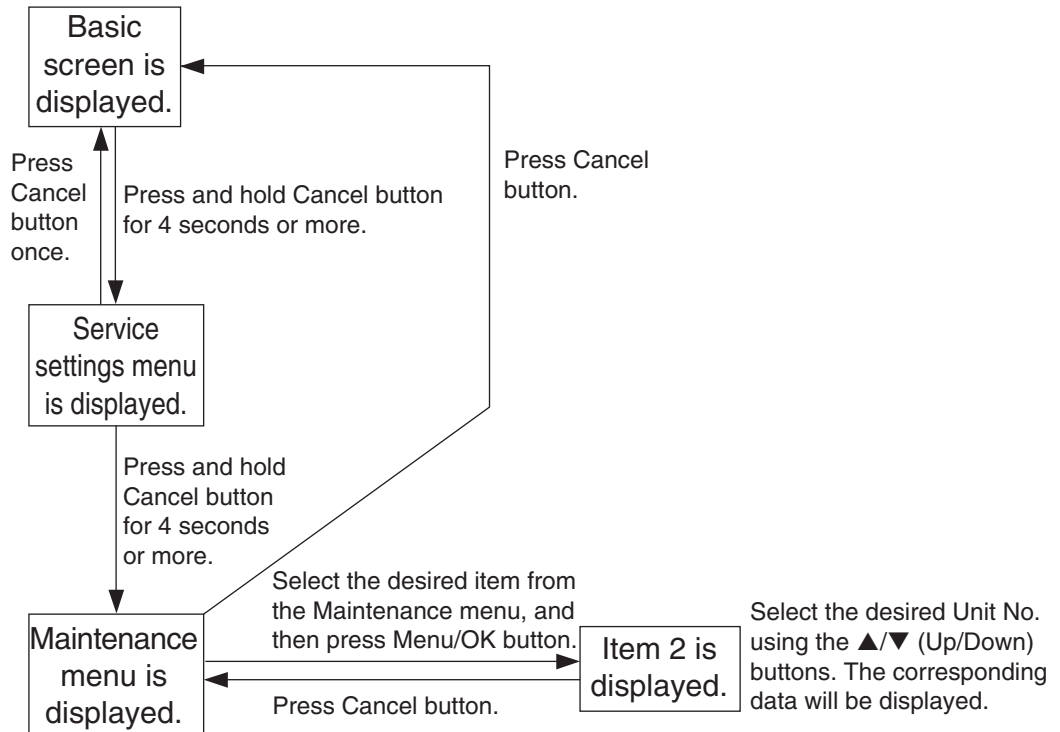 Basic
screen is
displayed.
Press
Cancel
button
once.
Press and hold Cancel button
for 4 seconds or more.
Press Cancel
button.
Service
settings menu
is displayed.
Press and hold
Cancel button
for 4 seconds
or more.
Maintenance
menu is
displayed.
Select the desired item from
the Maintenance menu, and
then press Menu/OK button.
Press Cancel button.
Item 2 is
displayed.
Select the desired Unit No.
using the ▲/▼ (Up/Down)
buttons. The corresponding
data will be displayed.